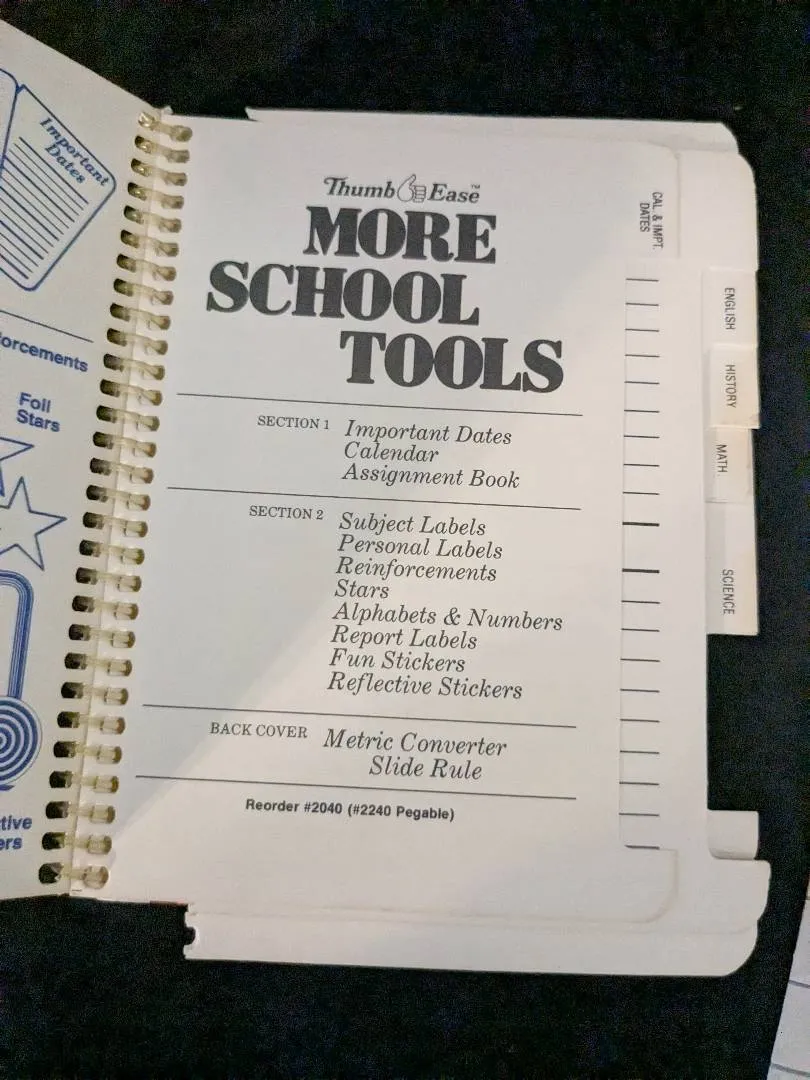 Important
Dates
orcements
Foil
Stars
tive
ers
Thumb Ease™
MORE
SCHOOL
TOOLS
SECTION 1 Important Dates
Calendar
Assignment Book
SECTION 2 Subject Labels
Personal Labels
Reinforcements
Stars
Alphabets & Numbers
Report Labels
Fun Stickers
Reflective Stickers
BACK COVER Metric Converter
Slide Rule
Reorder #2040 (#2240 Pegable)
CAL. & IMPT.
DATES
ENGLISH
HISTORY
MATH
SCIENCE